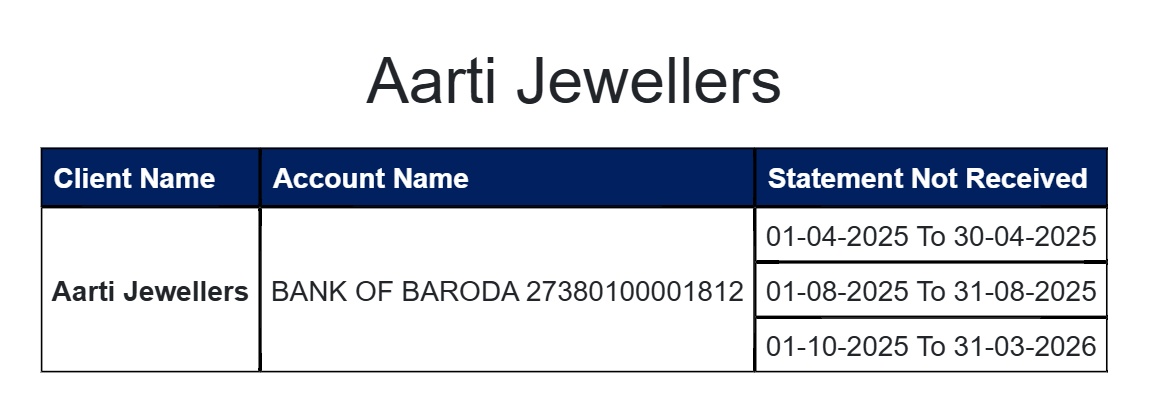 Aarti Jewellers
Client Name Account Name Statement Not Received
01-04-2025 To 30-04-2025
Aarti Jewellers BANK OF BARODA 27380100001812 01-08-2025 To 31-08-2025
01-10-2025 To 31-03-2026